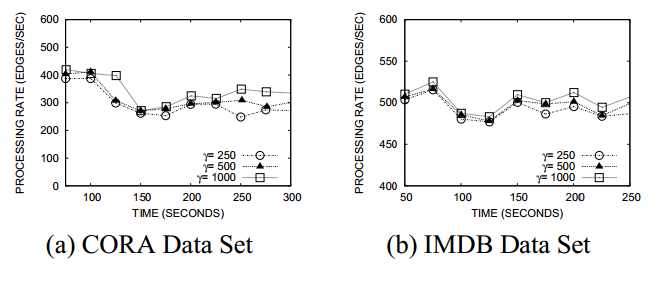 PROCESSING RATE (EDGES/SEC)
600
500
400
300
200
100
0
γ= 250
γ= 500
γ= 1000
100
150
200
250
300
TIME (SECONDS)
(a) CORA Data Set
PROCESSING RATE (EDGES/SEC)
600
500
400
γ= 250
γ= 500
γ= 1000
50
100
150
200
250
TIME (SECONDS)
(b) IMDB Data Set